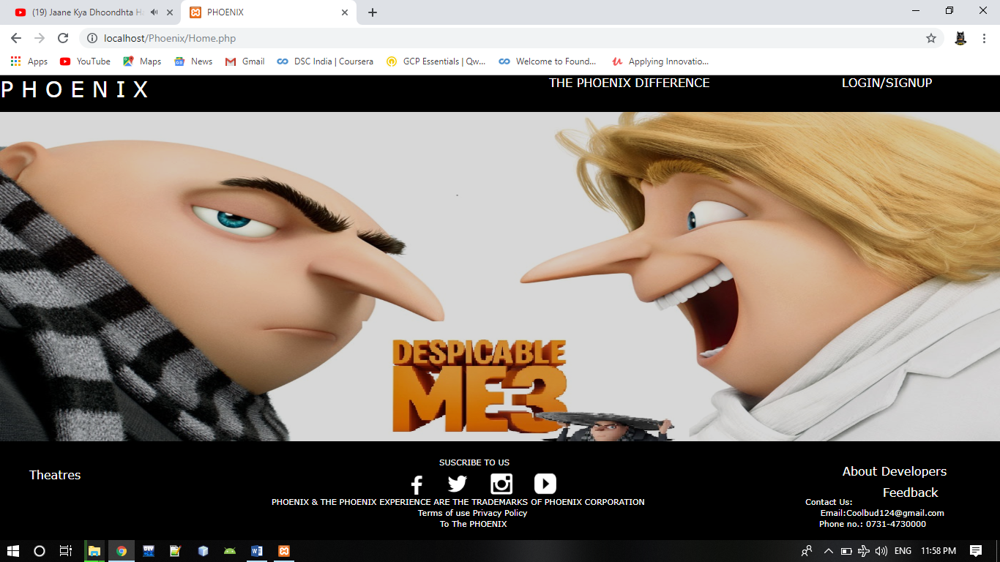 (19) Jaane Kya Dhoondhta Ha
PHOENIX
localhost/Phoenix/Home.php
Apps
YouTube
Maps
News
Gmail
DSC India | Coursera
GCP Essentials | Qw...
Welcome to Found...
Applying Innovatio...
P H O E N I X
THE PHOENIX DIFFERENCE
LOGIN/SIGNUP
DESPICABLE
ME3
Theatres
SUSCRIBE TO US
PHOENIX & THE PHOENIX EXPERIENCE ARE THE TRADEMARKS OF PHOENIX CORPORATION
Terms of use Privacy Policy
To The PHOENIX
About Developers
Feedback
Contact Us:
Email:Coolbud124@gmail.com
Phone no.: 0731-4730000
DEV
ENG
11:58 PM